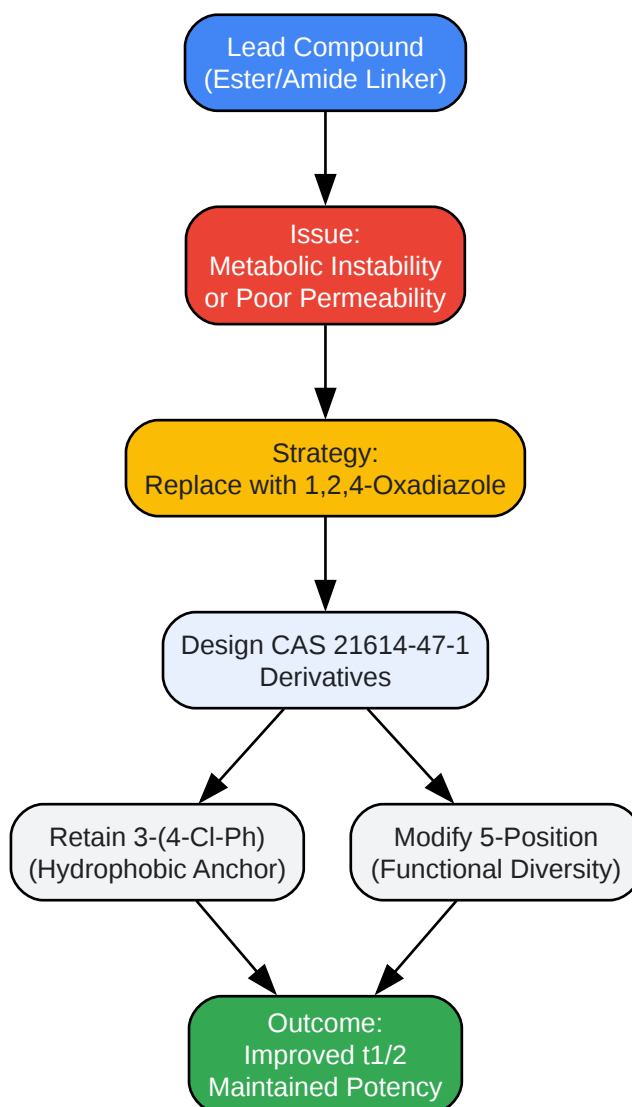 Lead Compound
(Ester/Amide Linker)
Issue:
Metabolic Instability
or Poor Permeability
Strategy:
Replace with 1,2,4-Oxadiazole
Design CAS 21614-47-1
Derivatives
Retain 3-(4-Cl-Ph)
(Hydrophobic Anchor)
Modify 5-Position
(Functional Diversity)
Outcome:
Improved t1/2
Maintained Potency